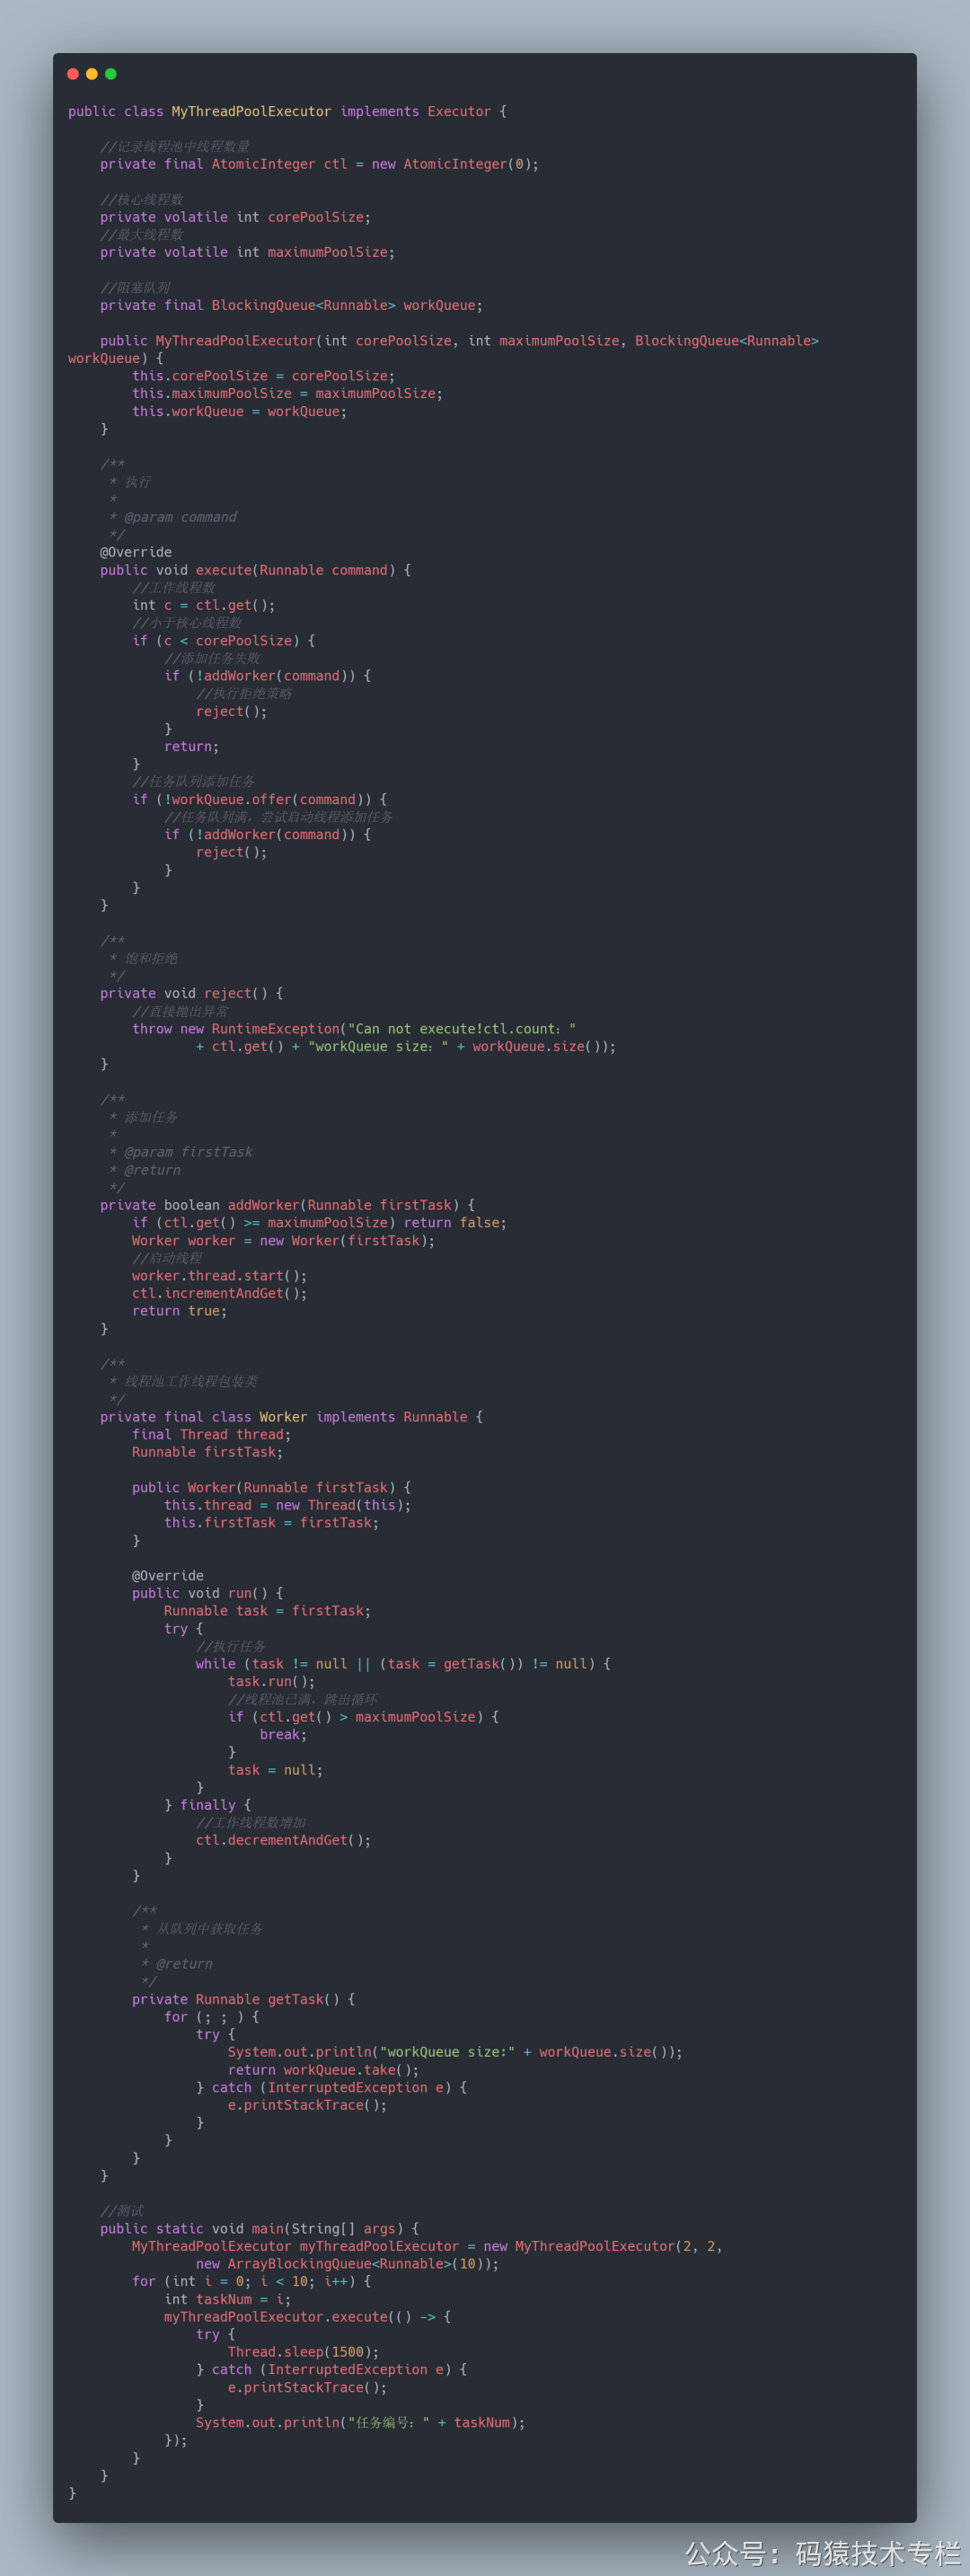 public class MyThreadPoolExecutor implements Executor {
//记录线程池中线程数量
private final AtomicInteger ctl = new AtomicInteger(0);
//核心线程数
private volatile int corePoolSize;
//最大线程数
private volatile int maximumPoolSize;
//阻塞队列
private final BlockingQueue<Runnable> workQueue;
public MyThreadPoolExecutor(int corePoolSize, int maximumPoolSize, BlockingQueue<Runnable>
workQueue) {
this.corePoolSize = corePoolSize;
this.maximumPoolSize = maximumPoolSize;
this.workQueue = workQueue;
}
/**
* 执行
*
* @param command
*/
@Override
public void execute(Runnable command) {
//工作线程数
int c = ctl.get();
//小于核心线程数
if (c < corePoolSize) {
//添加任务失败
if (!addWorker(command)) {
//执行拒绝策略
reject();
}
return;
}
//任务队列添加任务
if (!workQueue.offer(command)) {
//任务队列满，尝试启动线程添加任务
if (!addWorker(command)) {
reject();
}
}
}
/**
* 饱和拒绝
*/
private void reject() {
//直接抛出异常
throw new RuntimeException("Can not execute!ctl.count："
+ ctl.get() + "workQueue size：" + workQueue.size());
}
/**
* 添加任务
*
* @param firstTask
* @return
*/
private boolean addWorker(Runnable firstTask) {
if (ctl.get() >= maximumPoolSize) return false;
Worker worker = new Worker(firstTask);
//启动线程
worker.thread.start();
ctl.incrementAndGet();
return true;
}
/**
* 线程池工作线程包装类
*/
private final class Worker implements Runnable {
final Thread thread;
Runnable firstTask;
public Worker(Runnable firstTask) {
this.thread = new Thread(this);
this.firstTask = firstTask;
}
@Override
public void run() {
Runnable task = firstTask;
try {
//执行任务
while (task != null || (task = getTask()) != null) {
task.run();
//线程池已满，跳出循环
if (ctl.get() > maximumPoolSize) {
break;
}
task = null;
}
} finally {
//工作线程数增加
ctl.decrementAndGet();
}
}
/**
* 从队列中获取任务
*
* @return
*/
private Runnable getTask() {
for (; ; ) {
try {
System.out.println("workQueue size:" + workQueue.size());
return workQueue.take();
} catch (InterruptedException e) {
e.printStackTrace();
}
}
}
}
//测试
public static void main(String[] args) {
MyThreadPoolExecutor myThreadPoolExecutor = new MyThreadPoolExecutor(2, 2,
new ArrayBlockingQueue<Runnable>(10));
for (int i = 0; i < 10; i++) {
int taskNum = i;
myThreadPoolExecutor.execute(() -> {
try {
Thread.sleep(1500);
} catch (InterruptedException e) {
e.printStackTrace();
}
System.out.println("任务编号：" + taskNum);
});
}
}
}
公众号：码猿技术专栏